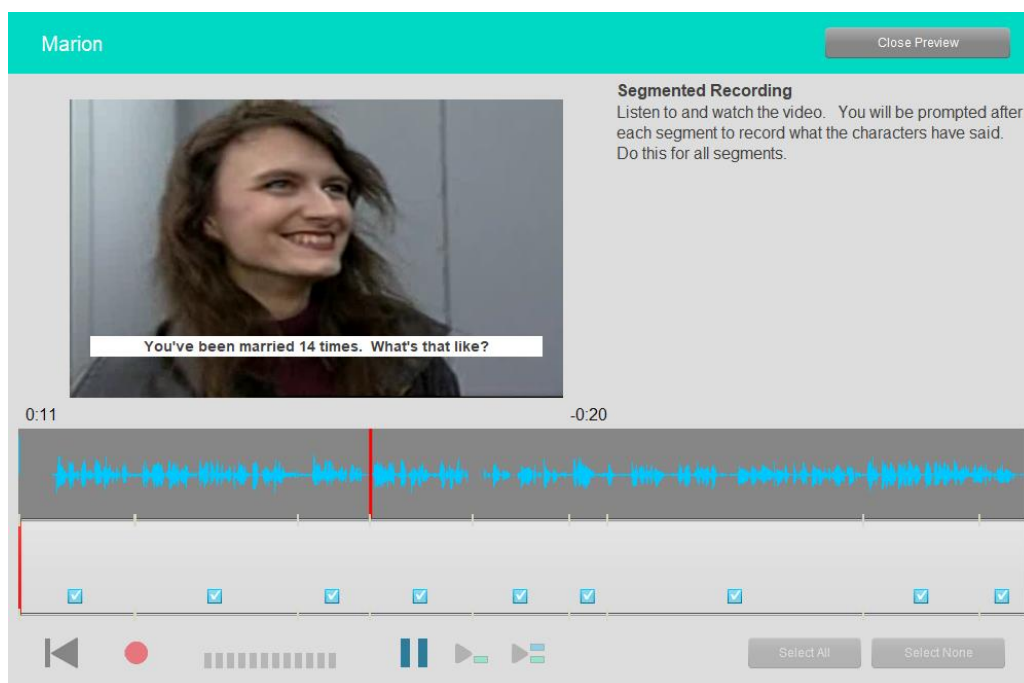 Marion
Close Preview
Segmented Recording
Listen to and watch the video. You will be prompted after
each segment to record what the characters have said.
Do this for all segments.
You've been married 14 times. What's that like?
0:11
-0:20
Select All
Select None